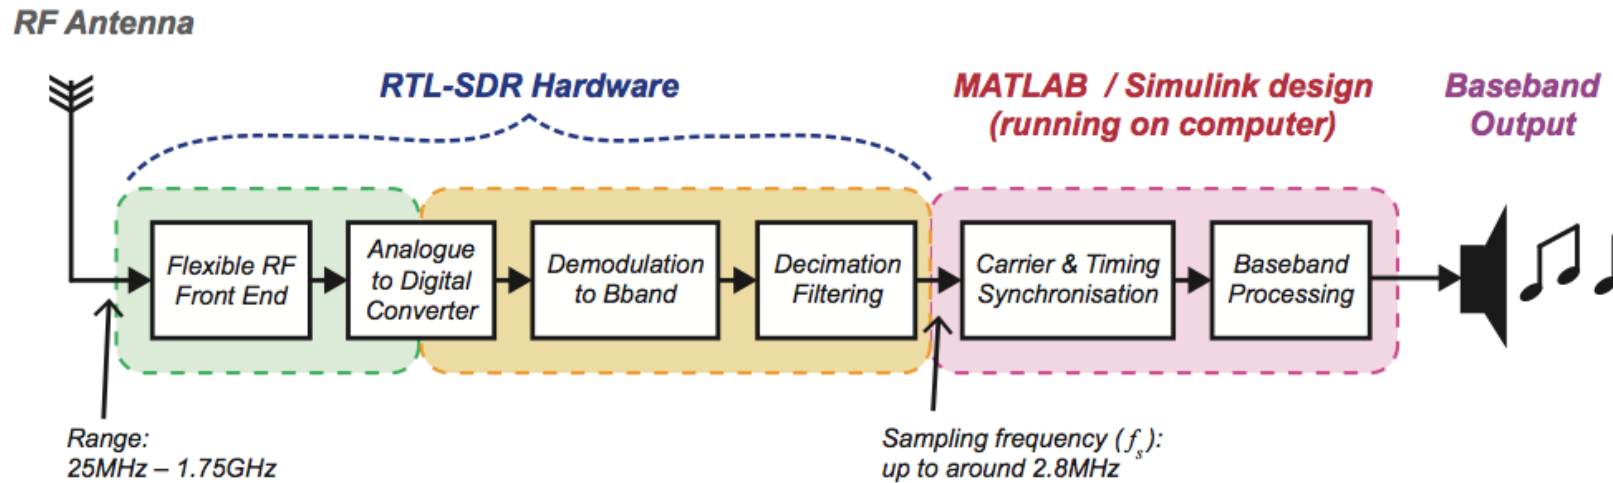 RF Antenna
RTL-SDR Hardware
MATLAB / Simulink design
(running on computer)
Baseband
Output
Flexible RF
Front End
Analogue
to Digital
Converter
Demodulation
to Bband
Decimation
Filtering
Carrier & Timing
Synchronisation
Baseband
Processing
Range:
25MHz – 1.75GHz
Sampling frequency (fs):
up to around 2.8MHz